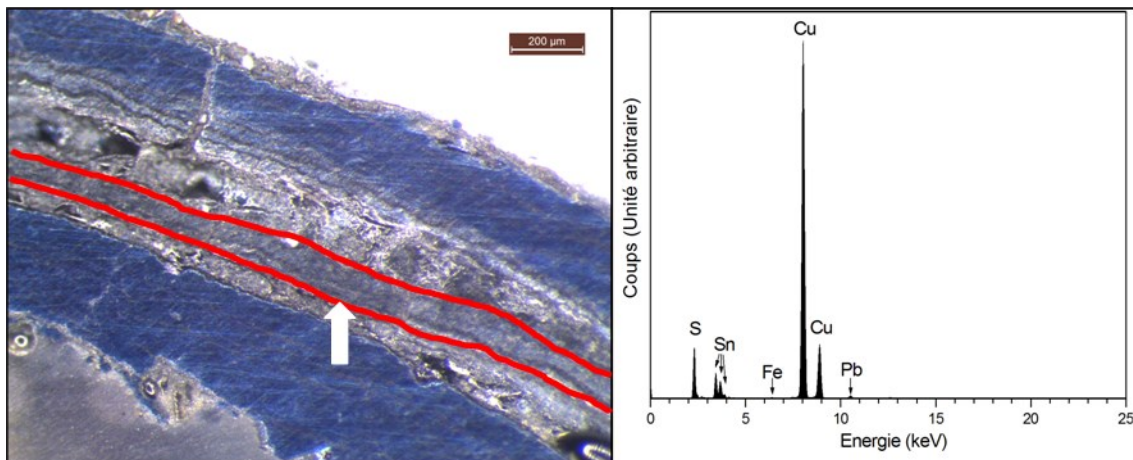 200 µm
Coups (Unité arbitraire)
Cu
S
Sn
Fe
Cu
Pb
0 5 10 15 20 25
Energie (keV)